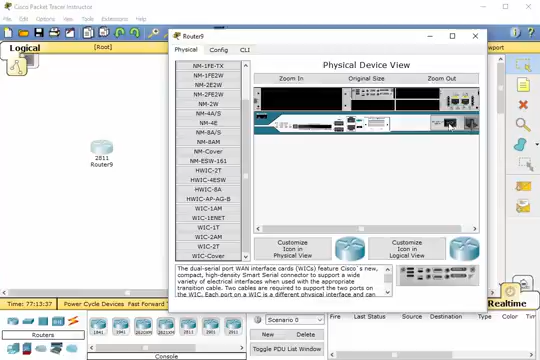 Cisco Packet Tracer Instructor
File Edit Options View Tools Extensions Help
Logical
[Root]
Viewport
2811
Router9
Router9
Physical Config CLI
Physical Device View
Zoom In Original Size Zoom Out
NM-1FE-TX
NM-1FE2W
NM-2E2W
NM-2FE2W
NM-2W
NM-4A/S
NM-4E
NM-8A/S
NM-8AM
NM-Cover
NM-ESW-161
HWIC-2T
HWIC-4ESW
HWIC-8A
HWIC-AP-AG-B
WIC-1AM
WIC-1ENET
WIC-1T
WIC-2AM
WIC-2T
WIC-Cover
Customize
Icon in
Physical View
Customize
Icon in
Logical View
The dual-serial port WAN interface cards (WICs) feature Cisco's new,
compact, high-density Smart Serial connector to support a wide
variety of electrical interfaces when used with the appropriate
transition cable. Two cables are required to support the two ports on
the WIC. Each port on a WIC is a different physical interface and can
Time: 77:13:37 Power Cycle Devices Fast Forward T
Realtime
Routers
1841 1941 2620XM 2621XM 2811 2901 2911
Console
Scenario 0
New Delete
Toggle PDU List Window
Fire Last Status Source Destination Type Color Time